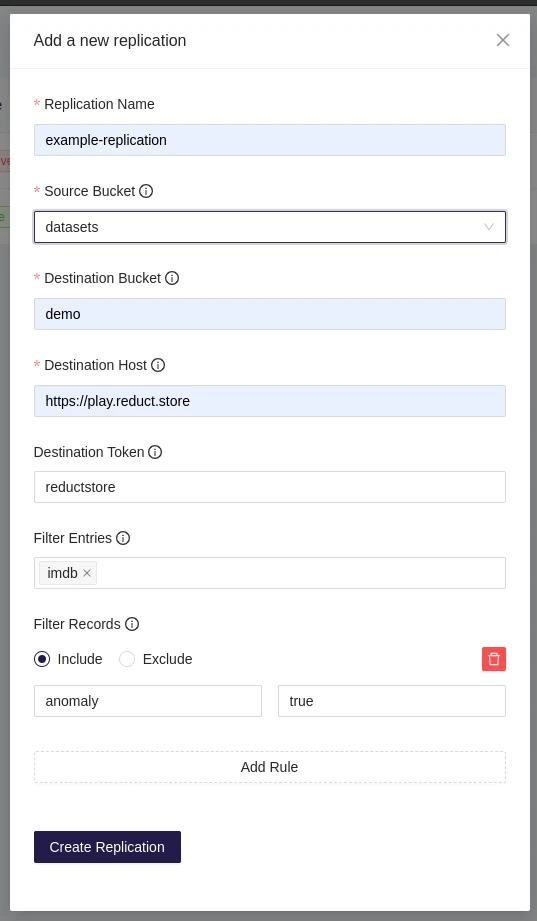 Add a new replication
* Replication Name
example-replication
* Source Bucket
datasets
* Destination Bucket
demo
* Destination Host
https://play.reduct.store
Destination Token
reductstore
Filter Entries
imdb
Filter Records
Include Exclude
anomaly true
Add Rule
Create Replication